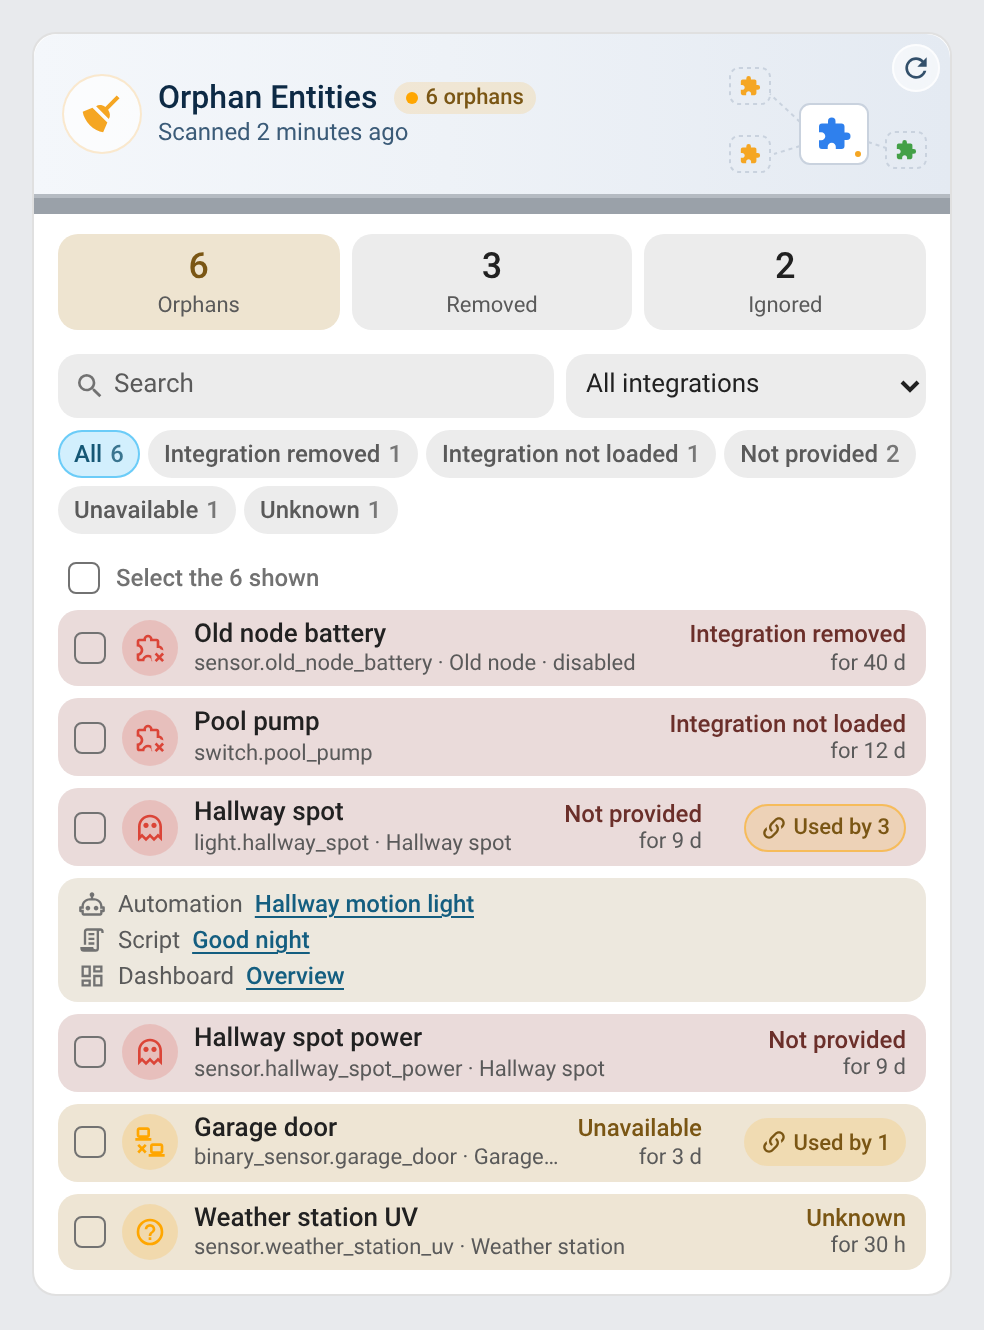 Orphan Entities
6 orphans
Scanned 2 minutes ago
6
Orphans
3
Removed
2
Ignored
Search
All integrations
All 6
Integration removed 1
Integration not loaded 1
Not provided 2
Unavailable 1
Unknown 1
Select the 6 shown
Old node battery
sensor.old_node_battery · Old node · disabled
Integration removed
for 40 d
Pool pump
switch.pool_pump
Integration not loaded
for 12 d
Hallway spot
light.hallway_spot · Hallway spot
Not provided
for 9 d
Used by 3
Automation Hallway motion light
Script Good night
Dashboard Overview
Hallway spot power
sensor.hallway_spot_power · Hallway spot
Not provided
for 9 d
Garage door
binary_sensor.garage_door · Garage...
Unavailable
for 3 d
Used by 1
Weather station UV
sensor.weather_station_uv · Weather station
Unknown
for 30 h